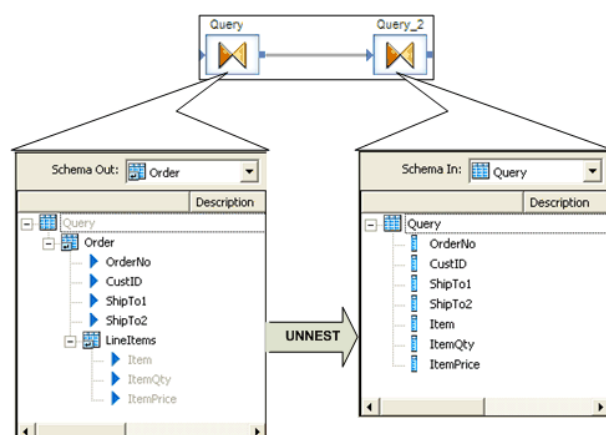 Query
Query_2
Schema Out: Order
Description
Query
Order
OrderNo
CustID
ShipTo1
ShipTo2
LineItems
Item
ItemQty
ItemPrice
UNNEST
Schema In: Query
Description
Query
OrderNo
CustID
ShipTo1
ShipTo2
Item
ItemQty
ItemPrice